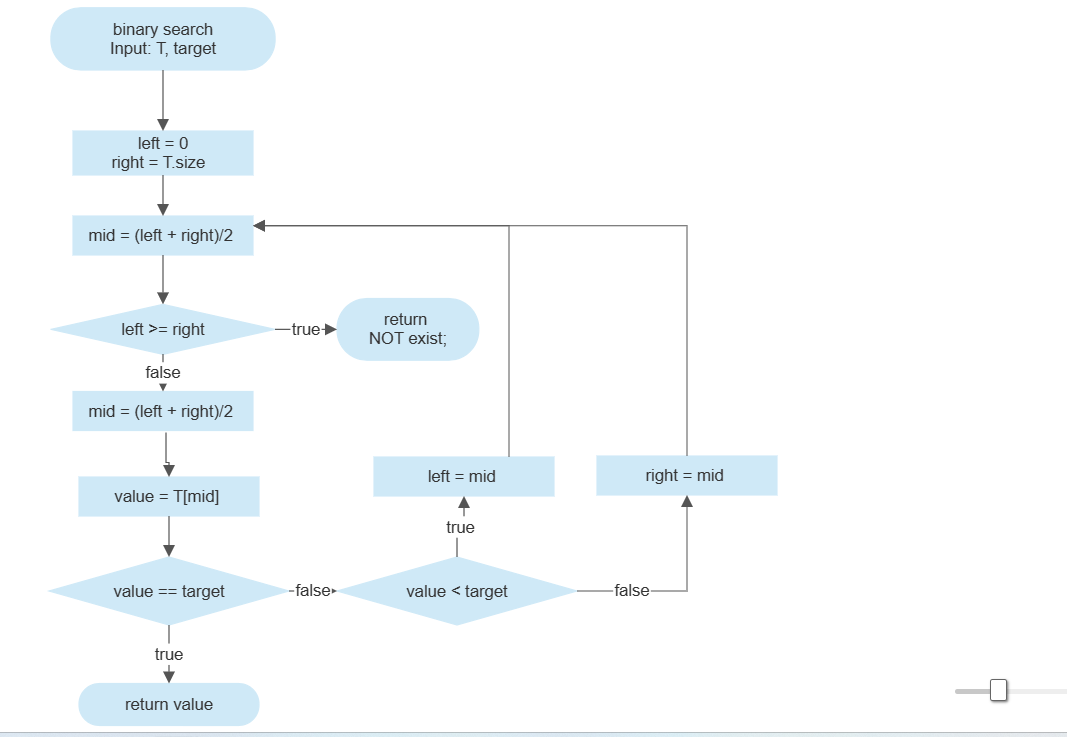 binary search
Input: T, target
left = 0
right = T.size
mid = (left + right)/2
left >= right
true
return
NOT exist;
false
mid = (left + right)/2
value = T[mid]
left = mid
right = mid
true
value == target
false
value < target
false
true
return value